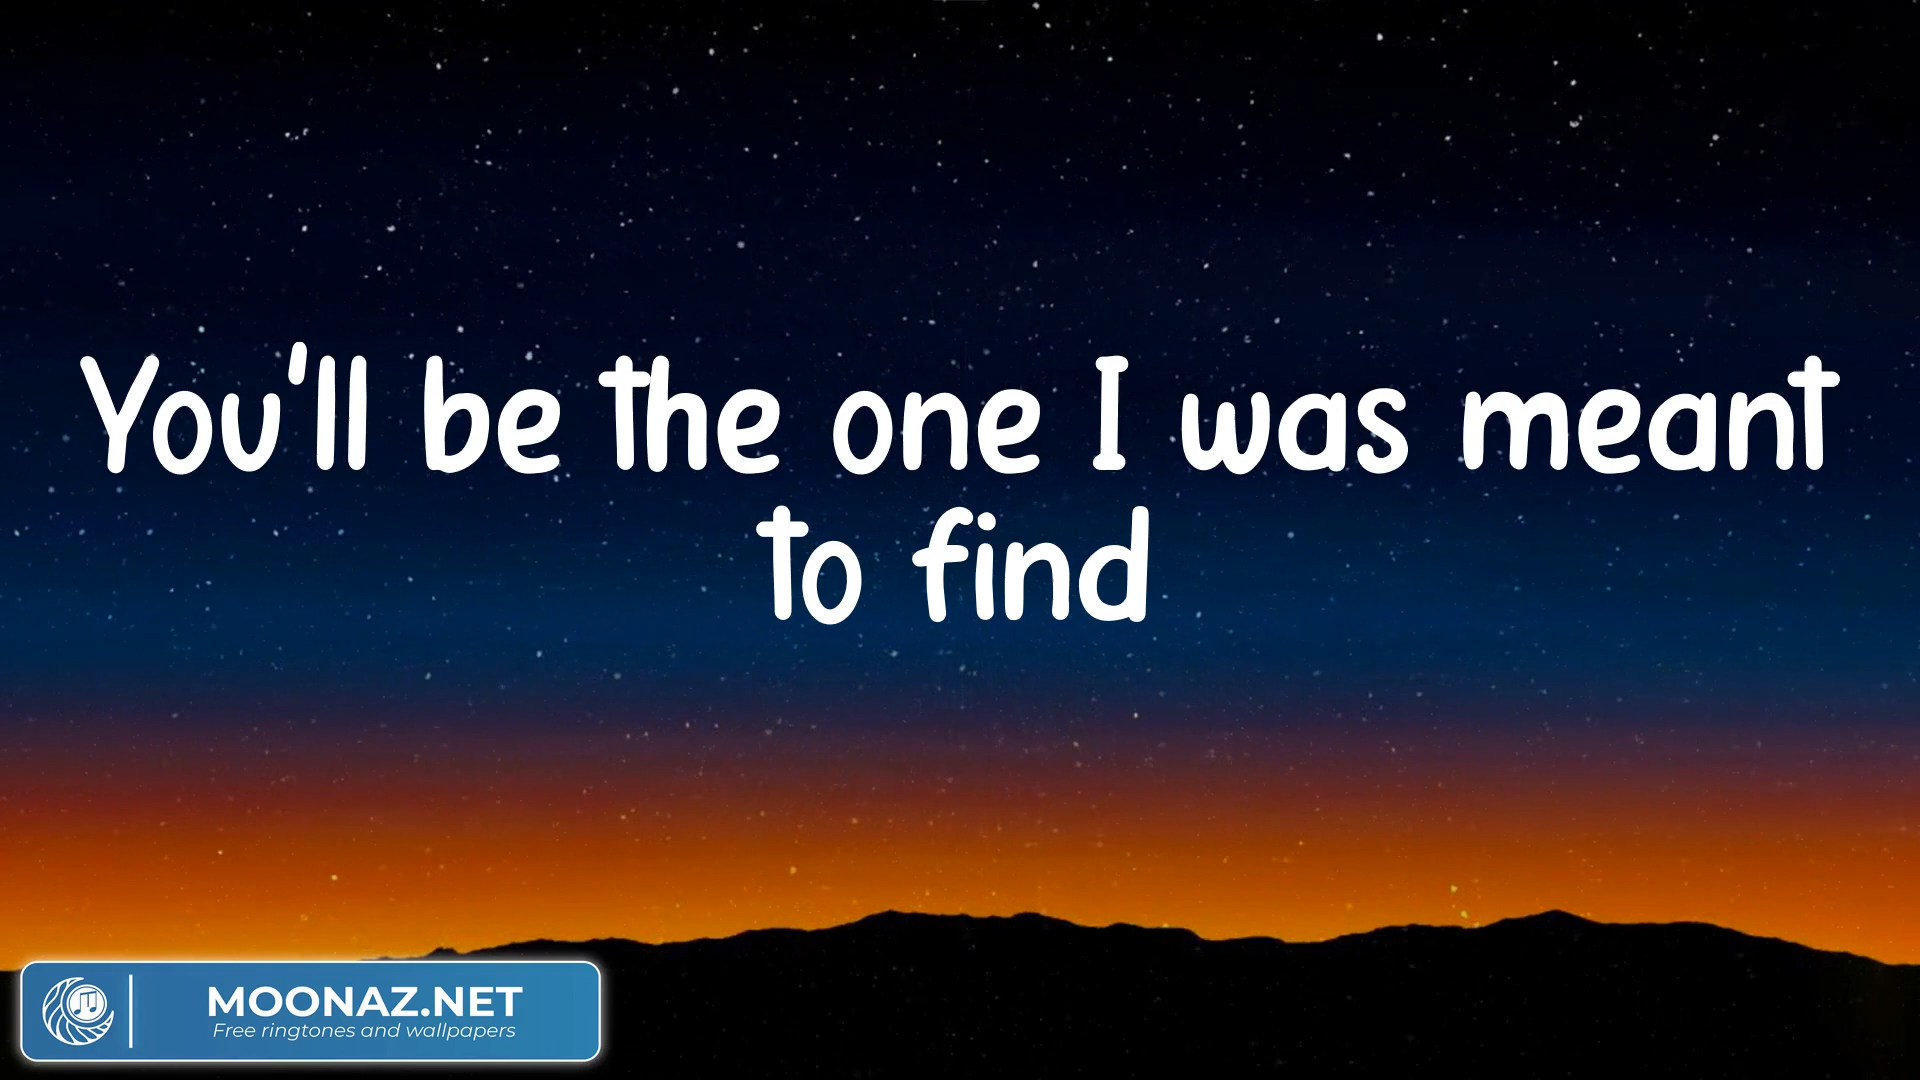 You'll be the one I was meant
to find
MOONAZ.NET
Free ringtones and wallpapers